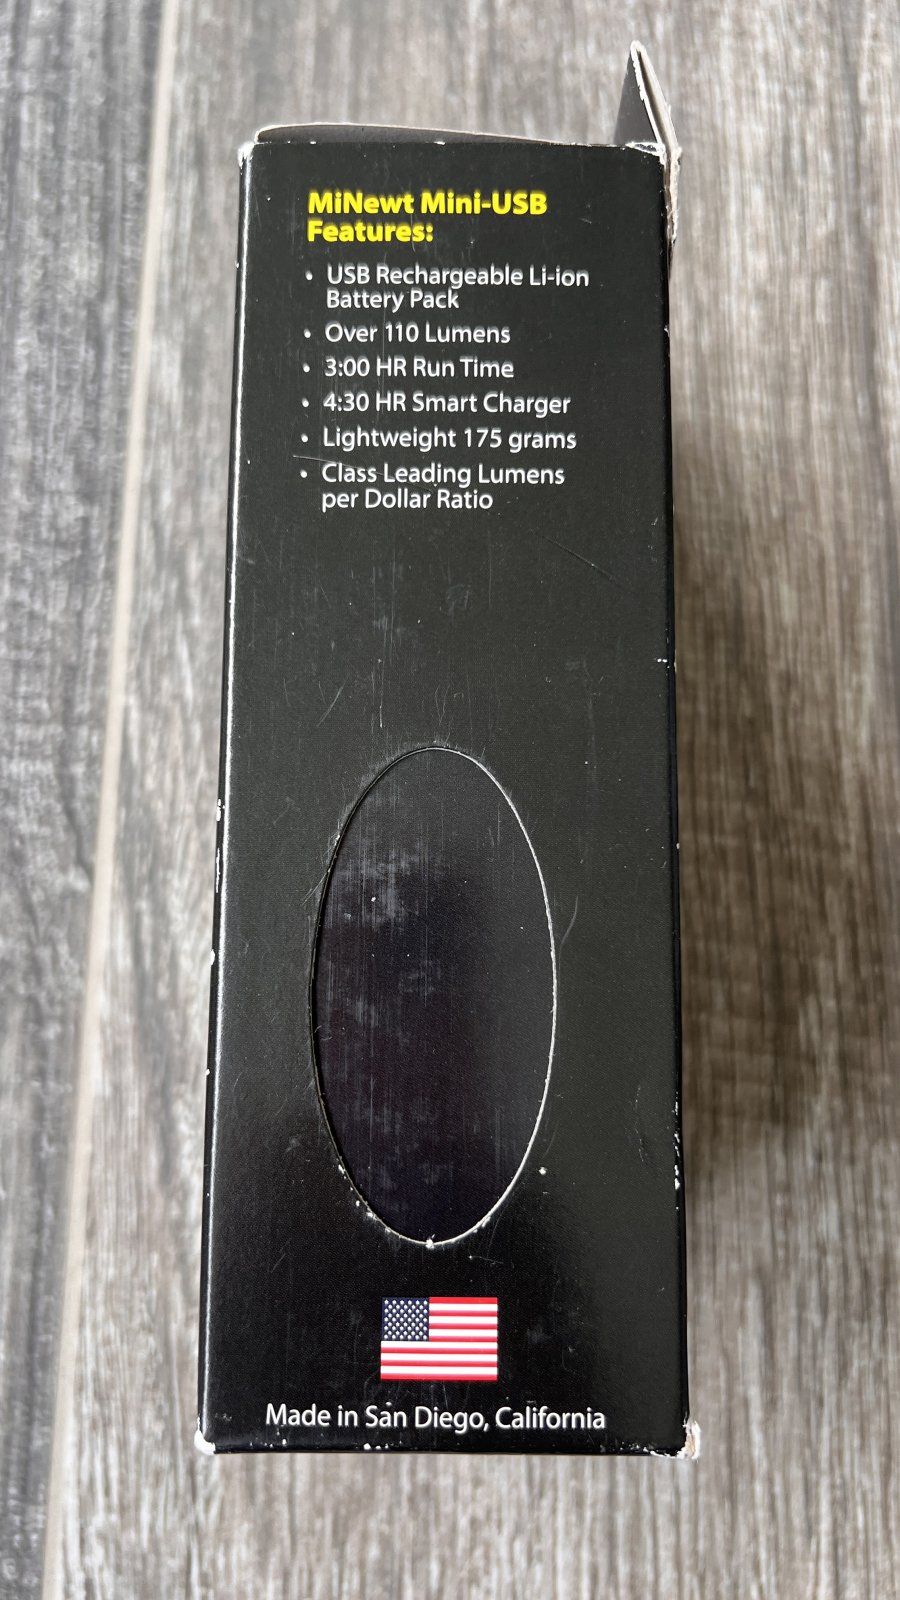 MiNewt Mini-USB
Features:
• USB Rechargeable Li-ion
Battery Pack
• Over 110 Lumens
• 3:00 HR Run Time
• 4:30 HR Smart Charger
• Lightweight 175 grams
• Class Leading Lumens
per Dollar Ratio
Made in San Diego, California